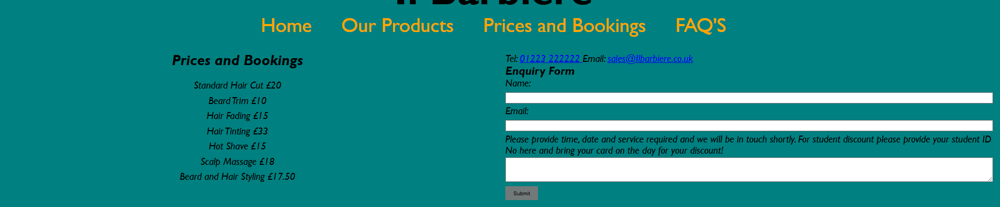 Il Barbiere
Home Our Products Prices and Bookings FAQ'S
Prices and Bookings
Standard Hair Cut £20
Beard Trim £10
Hair Fading £15
Hair Tinting £33
Hot Shave £15
Scalp Massage £18
Beard and Hair Styling £17.50
Tel: 01223 222222 Email: sales@llbarbiere.co.uk
Enquiry Form
Name:
Email:
Please provide time, date and service required and we will be in touch shortly. For student discount please provide your student ID
No here and bring your card on the day for your discount!
Submit